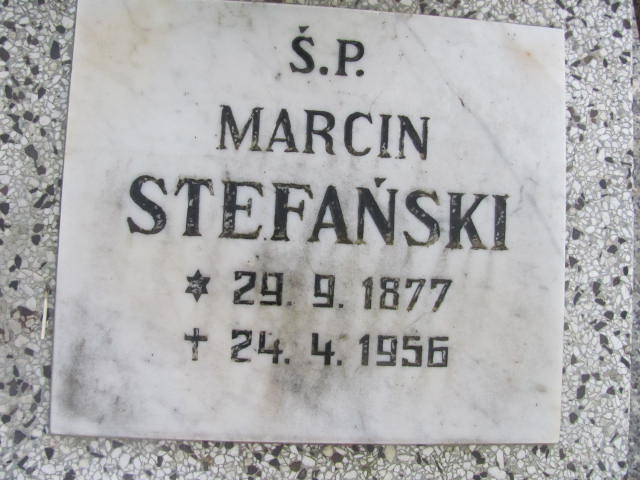 Ś.P.
MARCIN
STEFAŃSKI
* 29. 9. 1877
† 24. 4. 1956